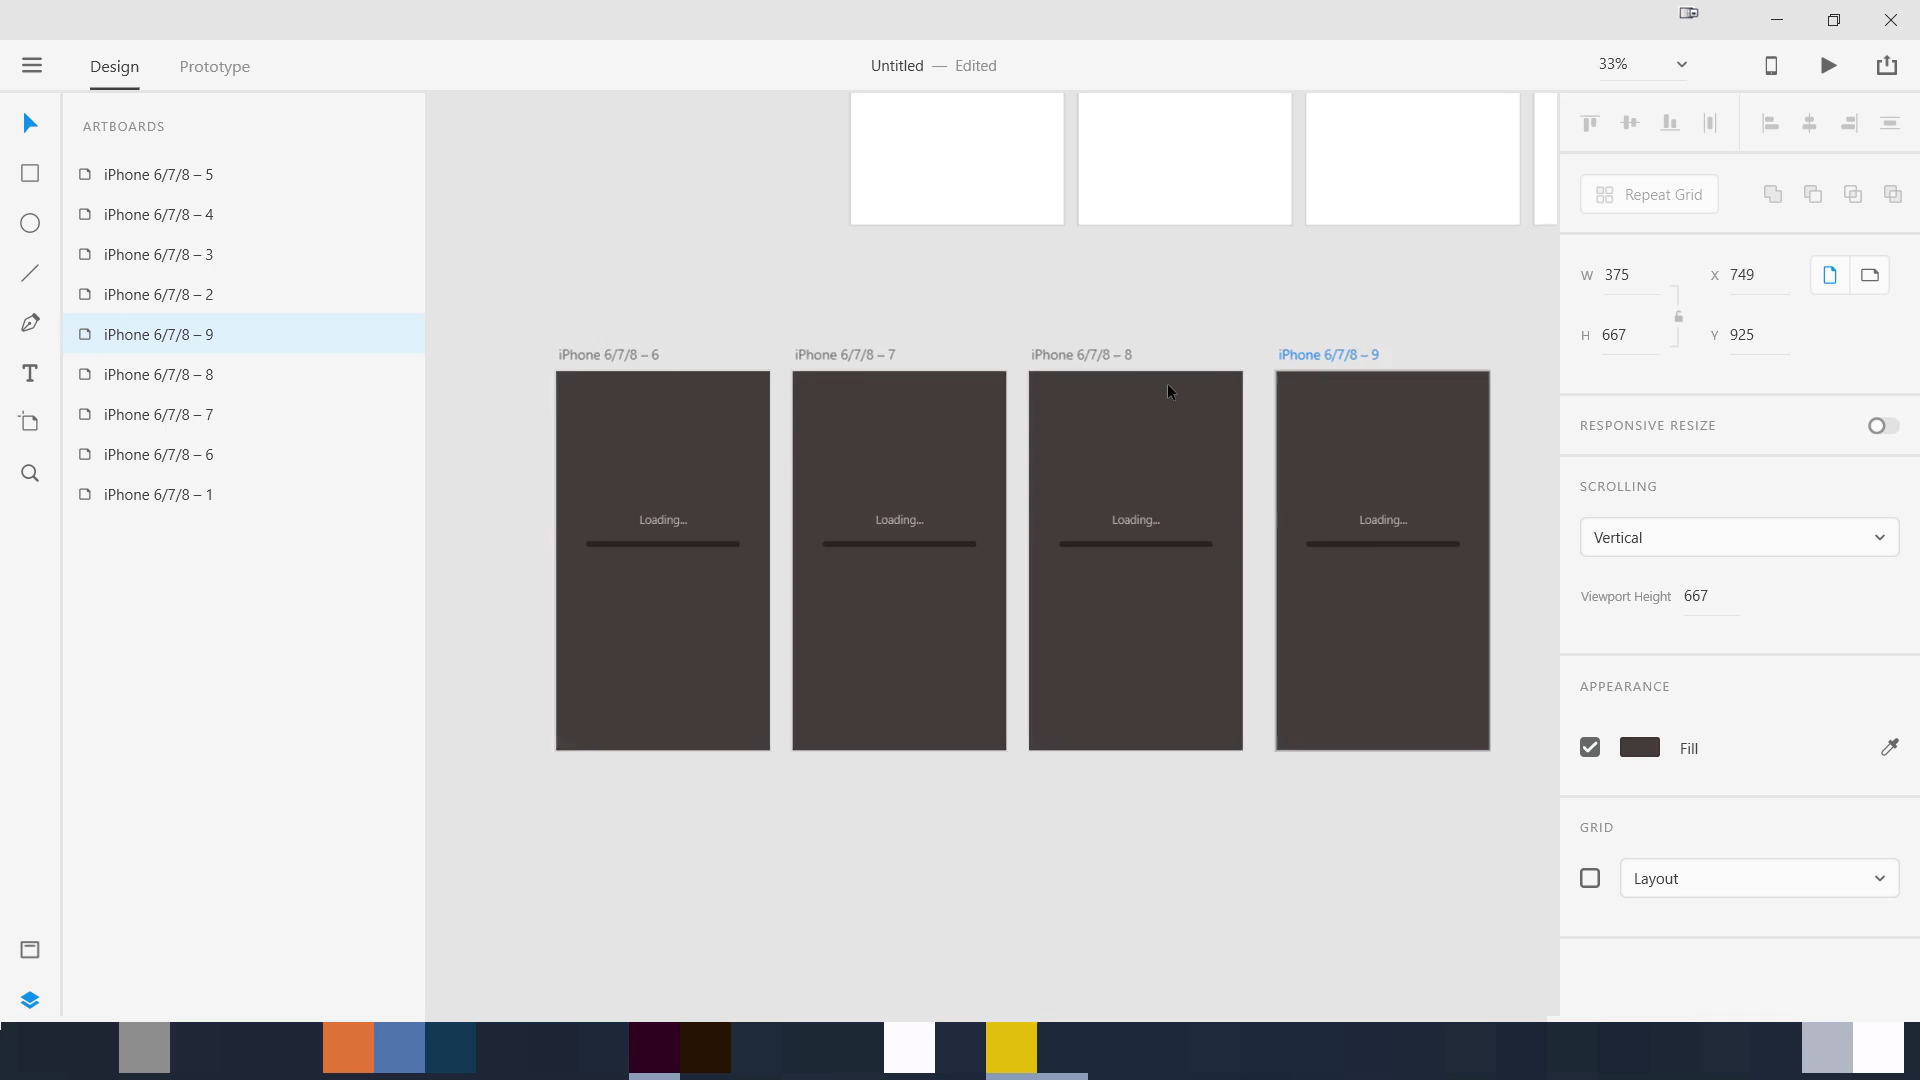 Design
Prototype
Untitled — Edited
33%
ARTBOARDS
iPhone 6/7/8 – 5
iPhone 6/7/8 – 4
iPhone 6/7/8 – 3
iPhone 6/7/8 – 2
iPhone 6/7/8 – 9
iPhone 6/7/8 – 8
iPhone 6/7/8 – 7
iPhone 6/7/8 – 6
iPhone 6/7/8 – 1
iPhone 6/7/8 – 6
iPhone 6/7/8 – 7
iPhone 6/7/8 – 8
iPhone 6/7/8 – 9
Loading...
Loading...
Loading...
Loading...
Repeat Grid
W 375
X 749
H 667
Y 925
RESPONSIVE RESIZE
SCROLLING
Vertical
Viewport Height 667
APPEARANCE
Fill
GRID
Layout